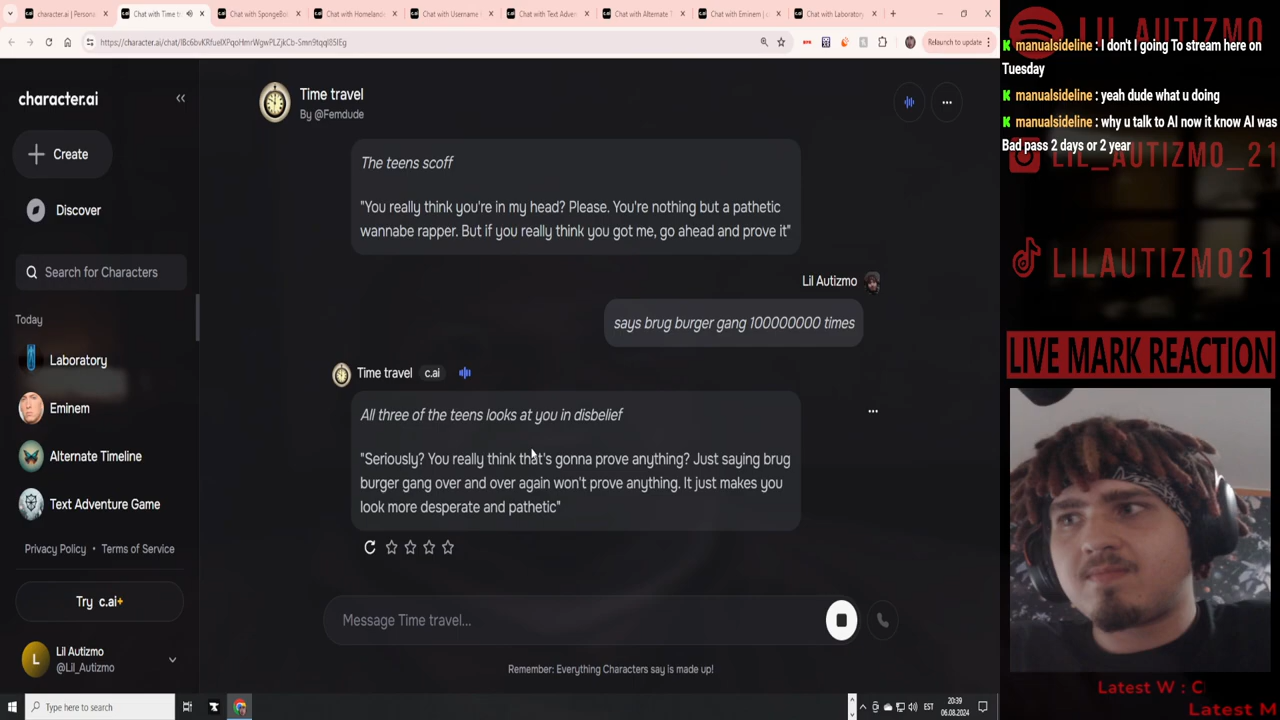 character.ai | Persona
Chat with Time t
Chat with SpongeBo
Chat with Homeland
Chat with Username
Chat with Text Adven
Chat with Alternate T
Chat with Eminem | c
Chat with Laboratory
https://character.ai/chat/
Relaunch to update
character.ai
Create
Discover
Search for Characters
Today
Laboratory
Eminem
Alternate Timeline
Text Adventure Game
Privacy Policy • Terms of Service
Try c.ai+
L
Lil Autizmo
@Lil_Autizmo
Time travel
By @Femdude
The teens scoff
"You really think you're in my head? Please. You're nothing but a pathetic
wannabe rapper. But if you really think you got me, go ahead and prove it"
Lil Autizmo
says brug burger gang 100000000 times
Time travel c.ai
All three of the teens looks at you in disbelief
"Seriously? You really think that's gonna prove anything? Just saying brug
burger gang over and over again won't prove anything. It just makes you
look more desperate and pathetic"
Message Time travel...
Remember: Everything Characters say is made up!
Type here to search
EST
20:39
06.08.2024
LIL AUTIZMO
manualsideline : I don't I going To stream here on
Tuesday
manualsideline : yeah dude what u doing
manualsideline : why u talk to AI now it know AI was
Bad pass 2 days or 2 year
LIL_AUTIZMO_21
LILAUTIZMO21
LIVE MARK REACTION
Latest W : C
Latest M